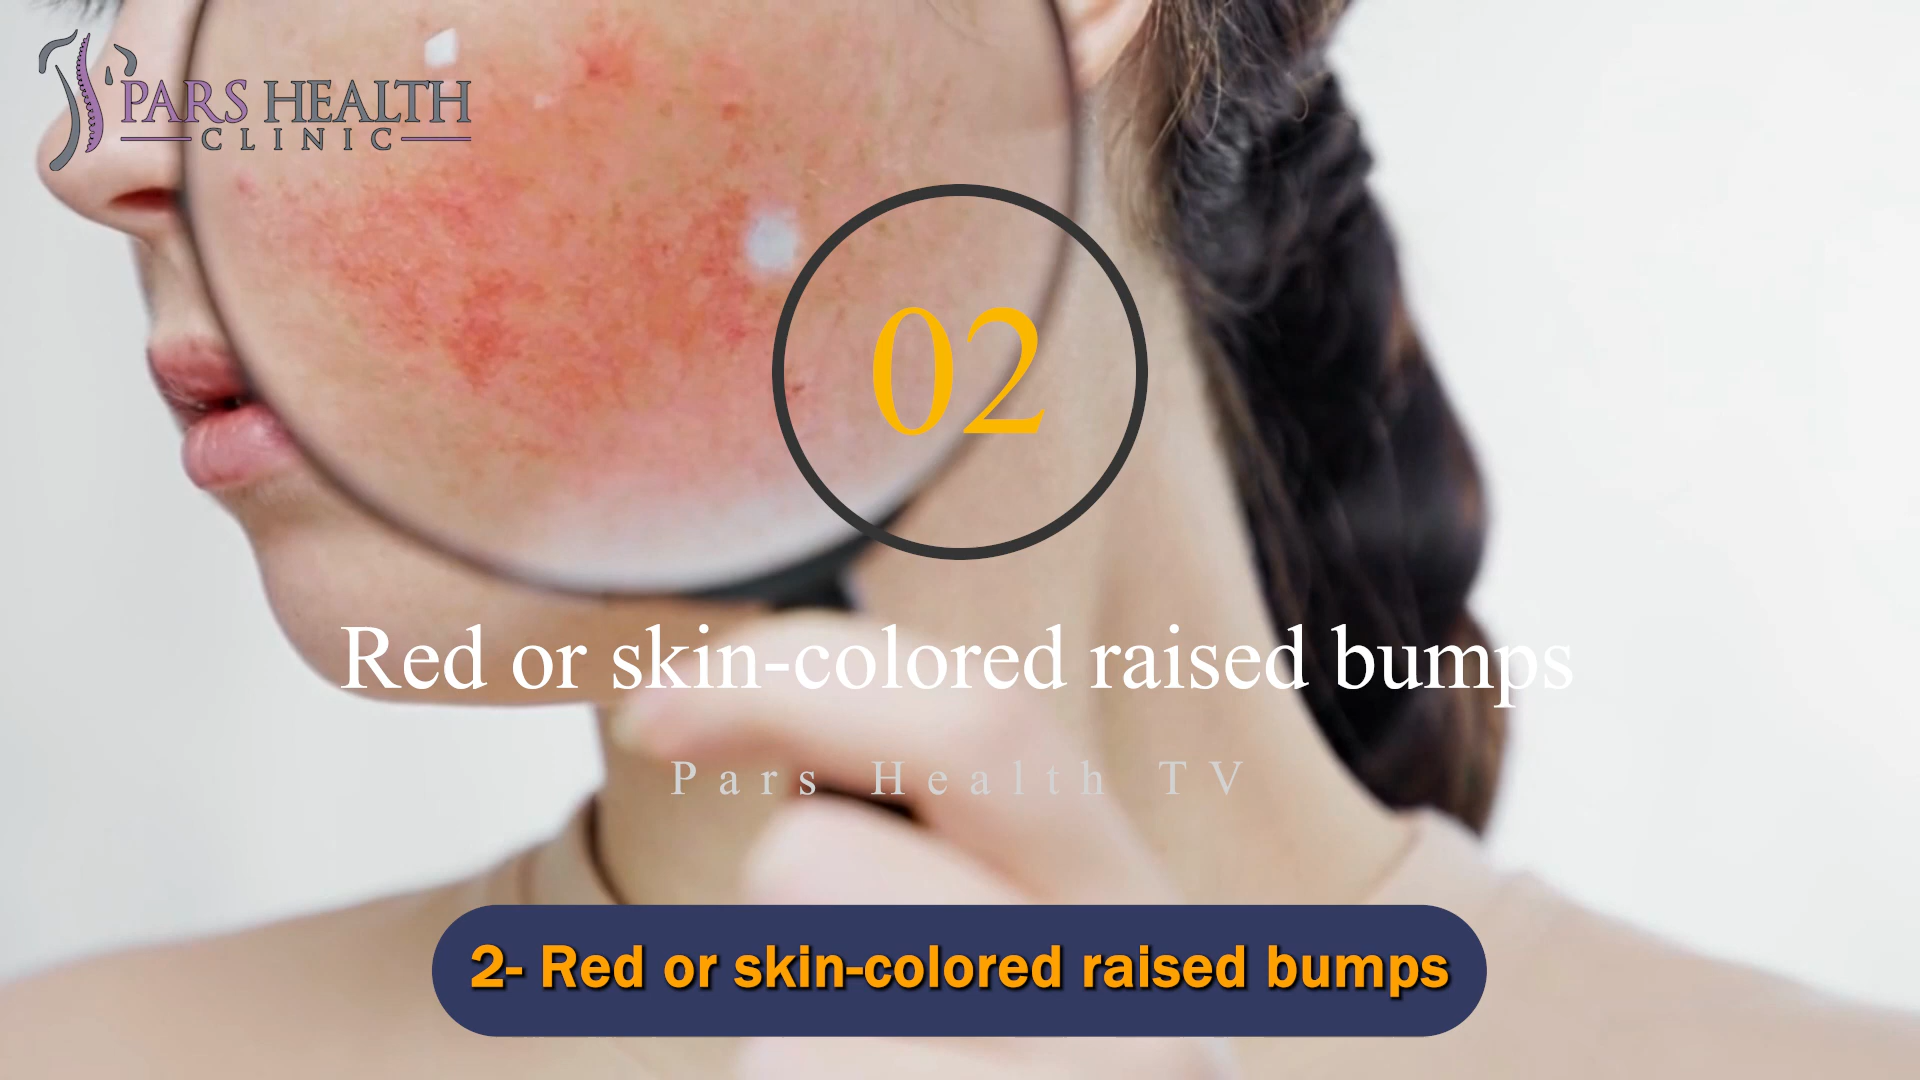 PARS HEALTH
CLINIC
02
Red or skin-colored raised bumps
Pars Health TV
2- Red or skin-colored raised bumps